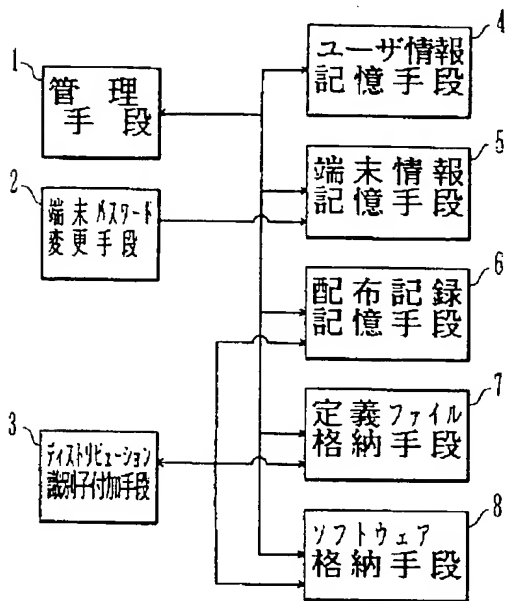 1
管理
手段
2
端末パスワード
変更手段
3
ディストリビューション
識別子付加手段
4
ユーザ情報
記憶手段
5
端末情報
記憶手段
6
配布記録
記憶手段
7
定義ファイル
格納手段
8
ソフトウェア
格納手段